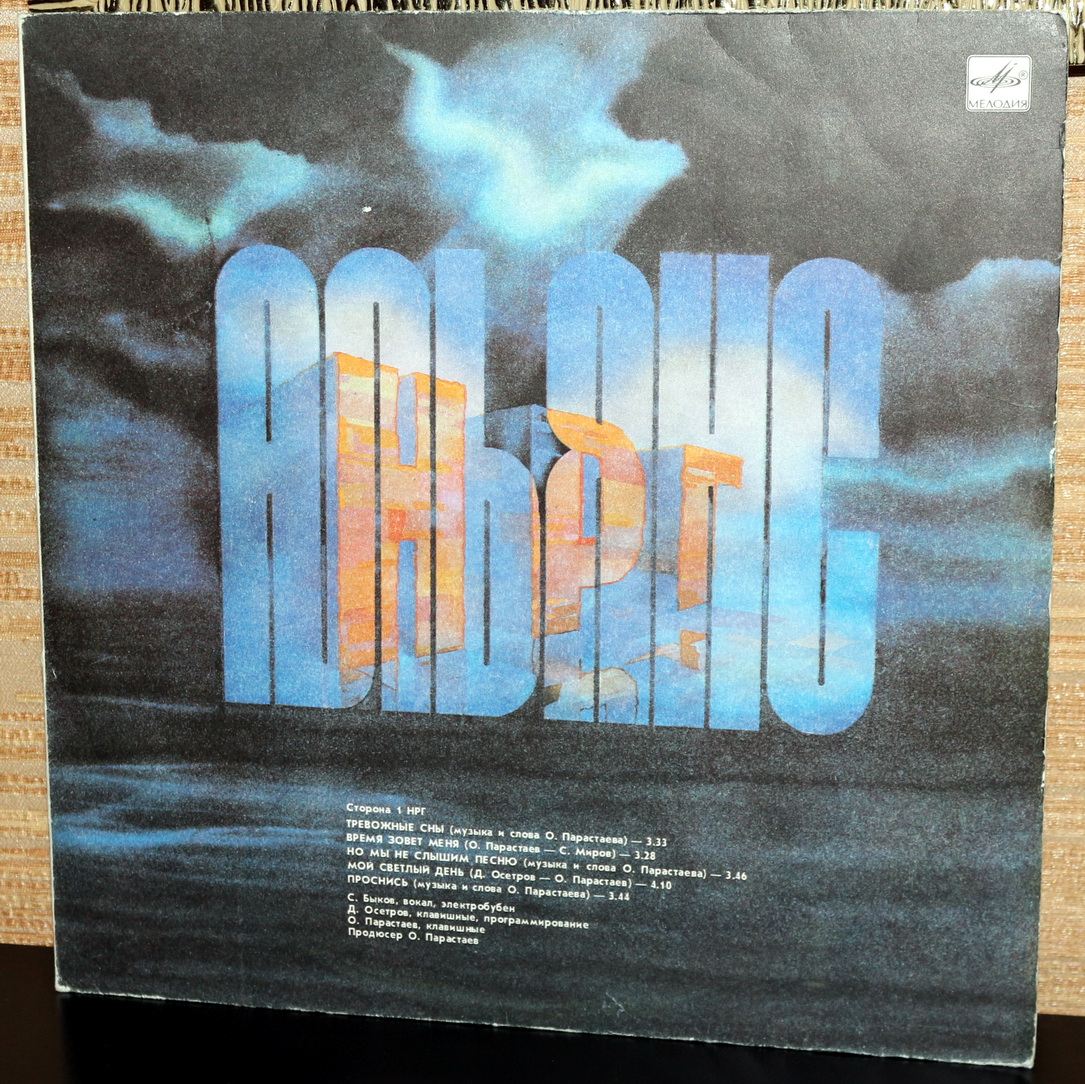 МЕЛОДИЯ ®
АЛЬЯНС
НРГ
Сторона 1 НРГ
ТРЕВОЖНЫЕ СНЫ (музыка и слова О. Парастаева) — 3.33
ВРЕМЯ ЗОВЕТ МЕНЯ (О. Парастаев — С. Миров) — 3.28
НО МЫ НЕ СЛЫШИМ ПЕСНЮ (музыка и слова О. Парастаева) — 3.46
МОЙ СВЕТЛЫЙ ДЕНЬ (Д. Осетров — О. Парастаев) — 4.10
ПРОСНИСЬ (музыка и слова О. Парастаева) — 3.44
С. Быков, вокал, электробубен
Д. Осетров, клавишные, программирование
О. Парастаев, клавишные
Продюсер О. Парастаев